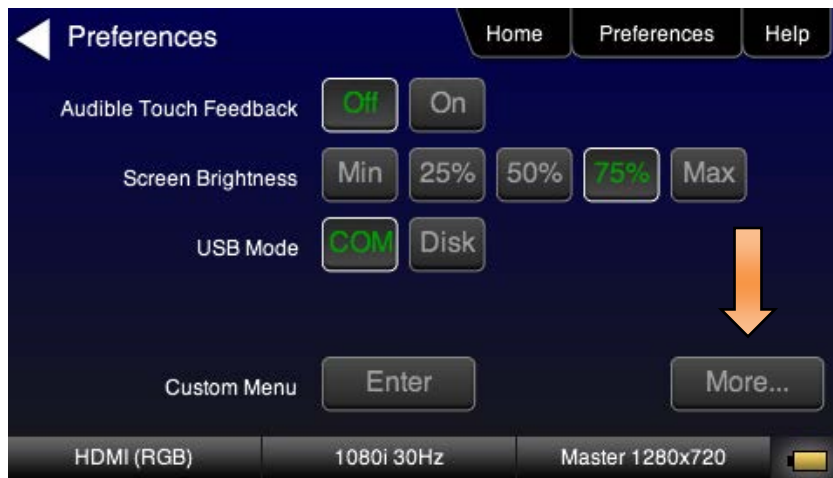 Preferences Home Preferences Help
Audible Touch Feedback Off On
Screen Brightness Min 25% 50% 75% Max
USB Mode COM Disk
Custom Menu Enter More...
HDMI (RGB) 1080i 30Hz Master 1280x720